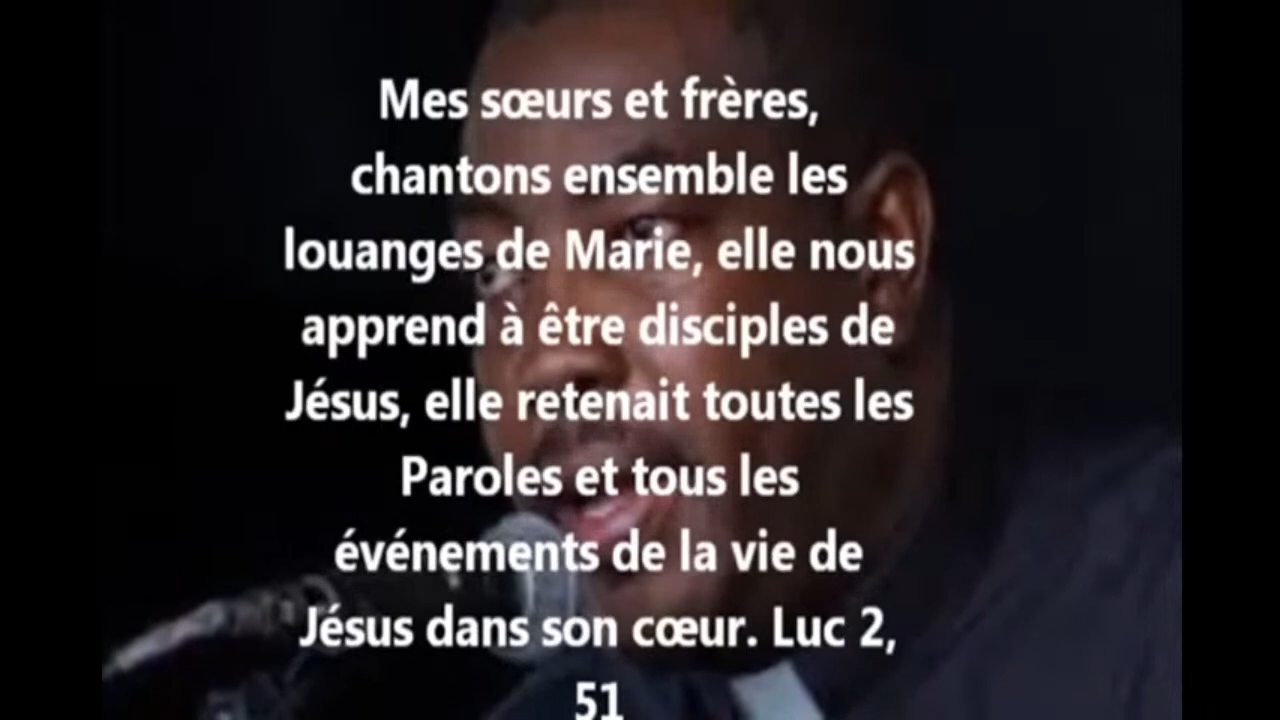 Mes sœurs et frères,
chantons ensemble les
louanges de Marie, elle nous
apprend à être disciples de
Jésus, elle retenait toutes les
Paroles et tous les
événements de la vie de
Jésus dans son cœur. Luc 2,
51